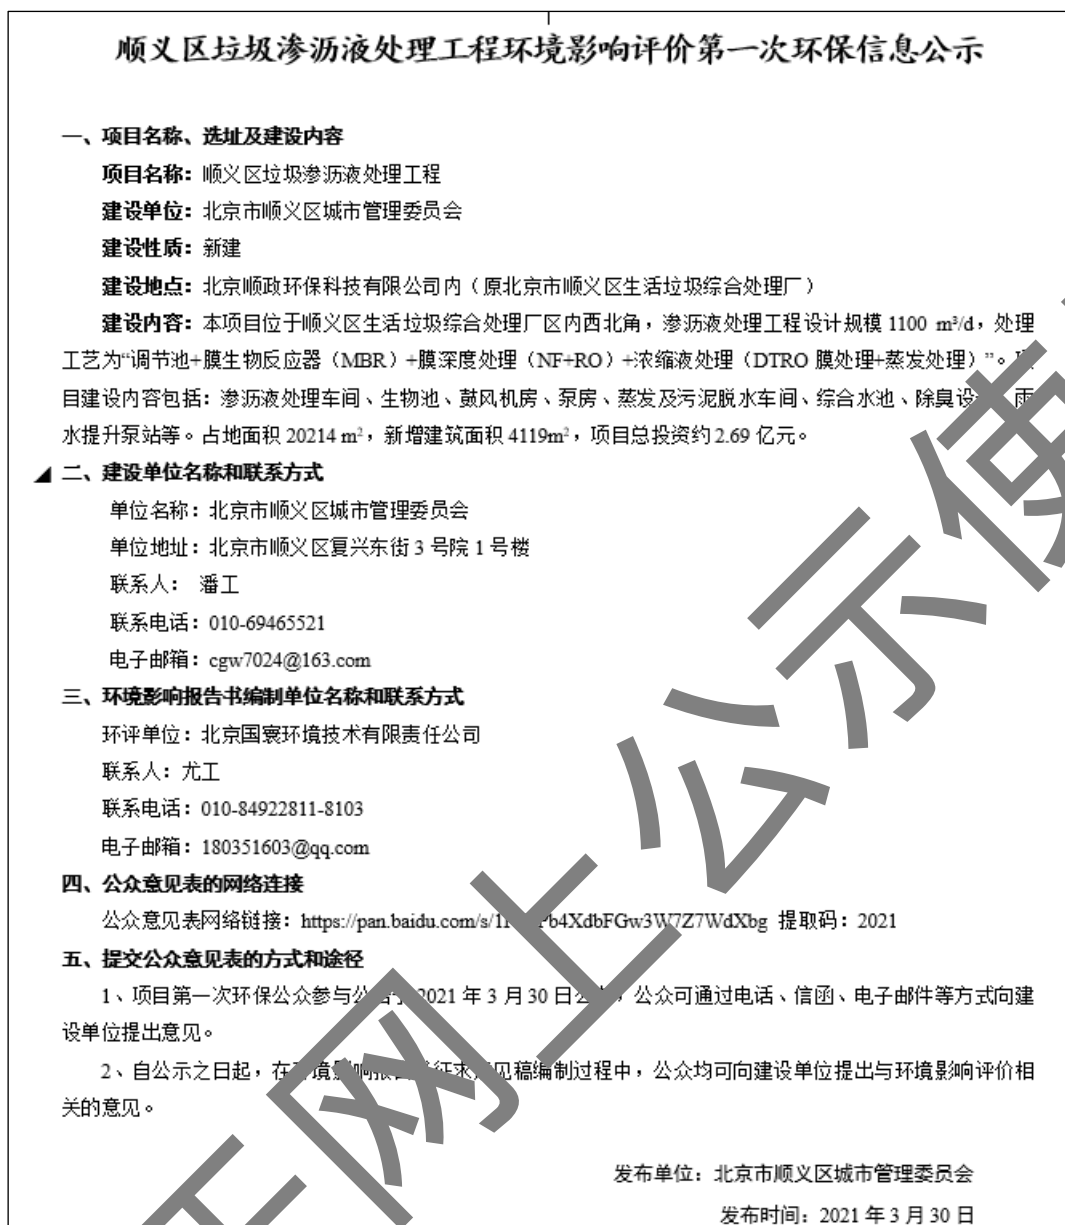 顺义区垃圾渗沥液处理工程环境影响评价第一次环保信息公示
一、项目名称、选址及建设内容
项目名称：顺义区垃圾渗沥液处理工程
建设单位：北京市顺义区城市管理委员会
建设性质：新建
建设地点：北京顺政环保科技有限公司内（原北京市顺义区生活垃圾综合处理厂）
建设内容：本项目位于顺义区生活垃圾综合处理厂区内西北角，渗沥液处理工程设计规模 1100 m³/d，处理
工艺为“调节池+膜生物反应器（MBR）+膜深度处理（NF+RO）+浓缩液处理（DTRO 膜处理+蒸发处理）”。
目建设内容包括：渗沥液处理车间、生物池、鼓风机房、泵房、蒸发及污泥脱水车间、综合水池、除臭设 雨
水提升泵站等。占地面积 20214 m²，新增建筑面积 4119m²，项目总投资约 2.69 亿元。
二、建设单位名称和联系方式
单位名称：北京市顺义区城市管理委员会
单位地址：北京市顺义区复兴东街 3 号院 1 号楼
联系人： 潘工
联系电话：010-69465521
电子邮箱：cgw7024@163.com
三、环境影响报告书编制单位名称和联系方式
环评单位：北京国寰环境技术有限责任公司
联系人：尤工
联系电话：010-84922811-8103
电子邮箱：180351603@qq.com
四、公众意见表的网络连接
公众意见表网络链接：https://pan.baidu.com/s/1 b4XdbFGw3W7Z7WdXbg 提取码：2021
五、提交公众意见表的方式和途径
1、项目第一次环保公众参与公 2021 年 3 月 30 日公 ，公众可通过电话、信函、电子邮件等方式向建
设单位提出意见。
2、自公示之日起，在环境影响报 征求意见稿编制过程中，公众均可向建设单位提出与环境影响评价相
关的意见。
发布单位：北京市顺义区城市管理委员会
发布时间：2021 年 3 月 30 日
网上公示使